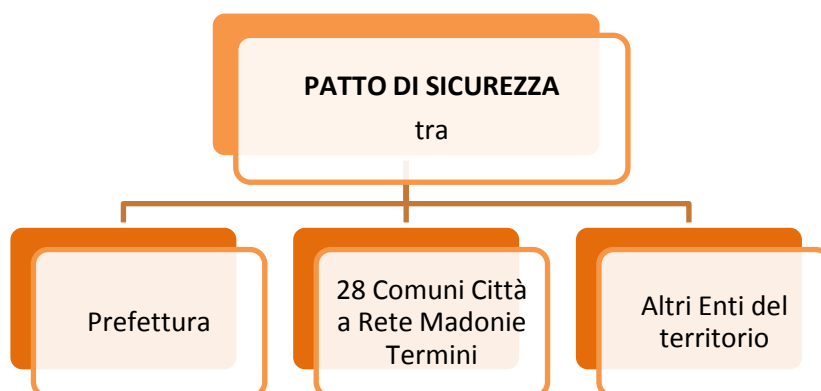 PATTO DI SICUREZZA
tra
Prefettura
28 Comuni Città
a Rete Madonie
Termini
Altri Enti del
territorio